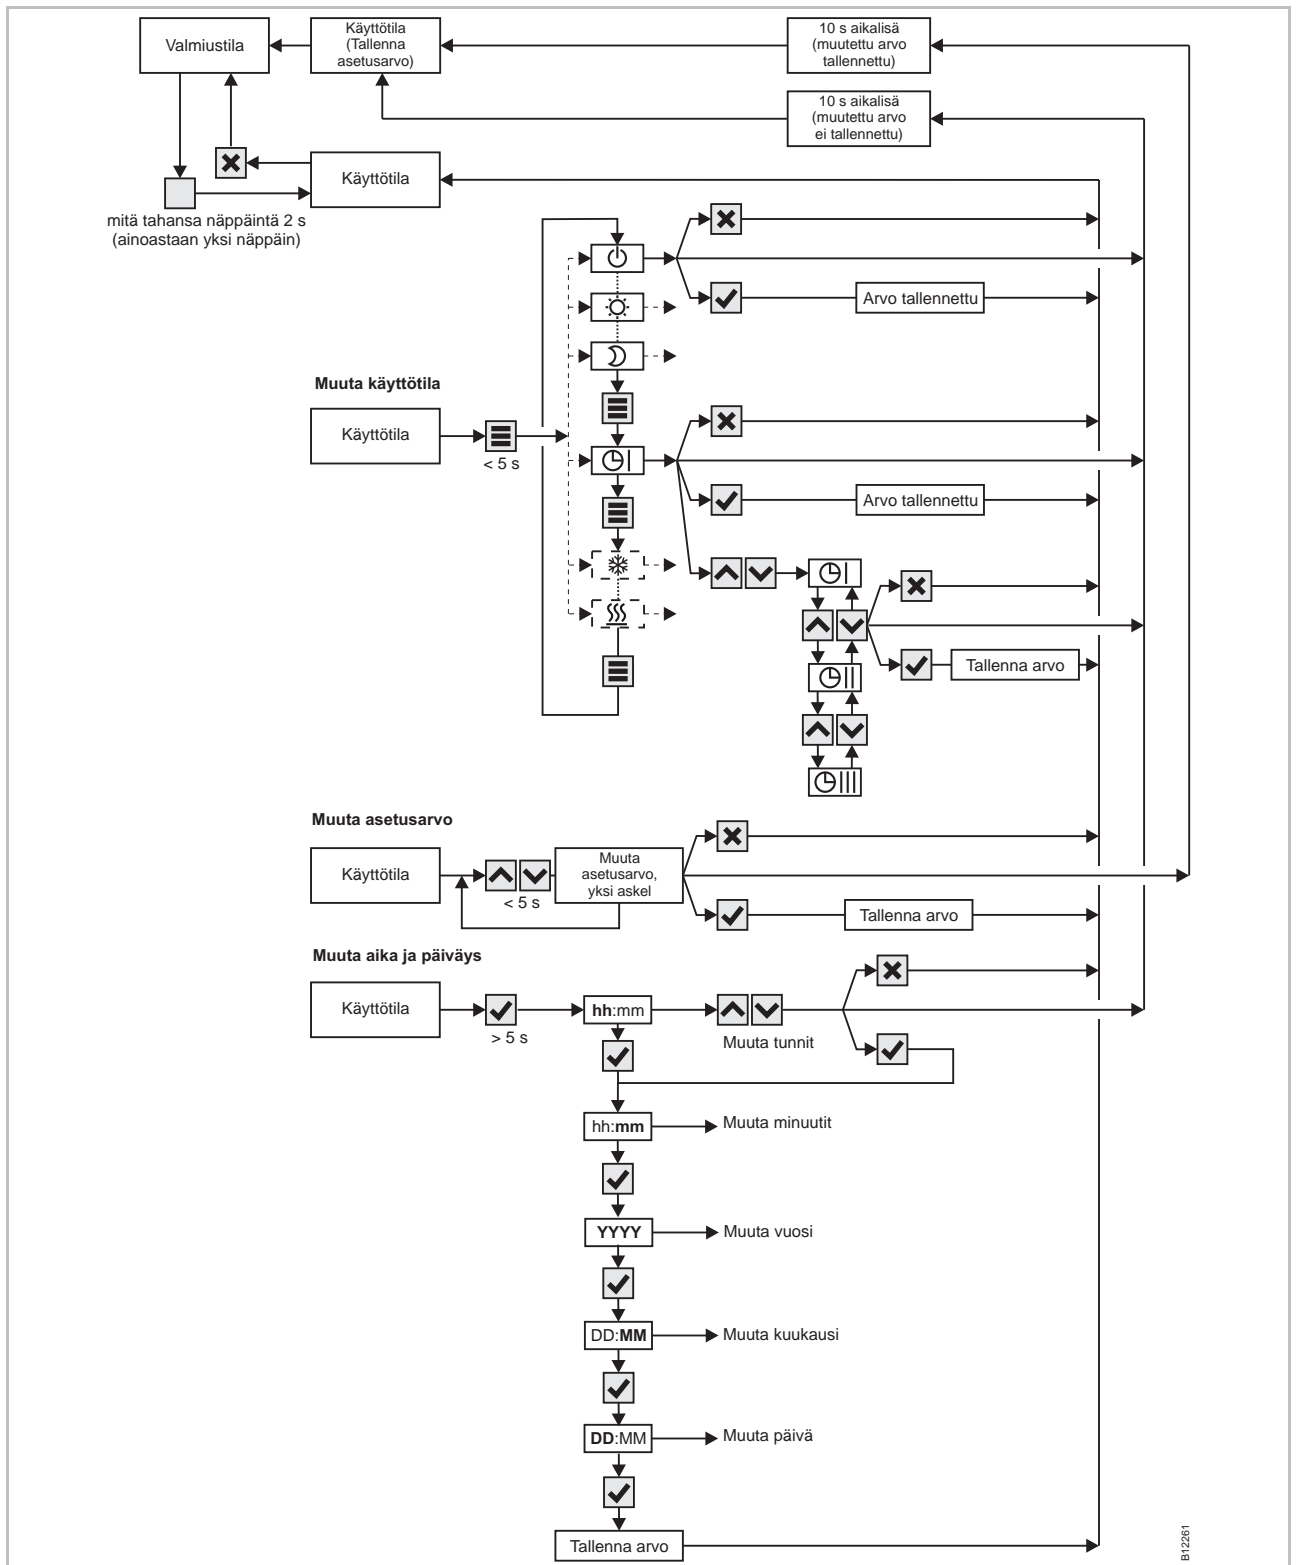 Valmiustila
Käyttötila
(Tallenna
asetusarvo)
10 s aikalisä
(muutettu arvo
tallennettu)
10 s aikalisä
(muutettu arvo
ei tallennettu)
Käyttötila
mitä tahansa näppäintä 2 s
(ainoastaan yksi näppäin)
Arvo tallennettu
Muuta käyttötila
Käyttötila
< 5 s
Arvo tallennettu
Tallenna arvo
Muuta asetusarvo
Käyttötila
< 5 s
Muuta
asetusarvo,
yksi askel
Tallenna arvo
Muuta aika ja päiväys
Käyttötila
> 5 s
hh:mm
Muuta tunnit
hh:mm
Muuta minuutit
YYYY
Muuta vuosi
DD:MM
Muuta kuukausi
DD:MM
Muuta päivä
Tallenna arvo
B12261